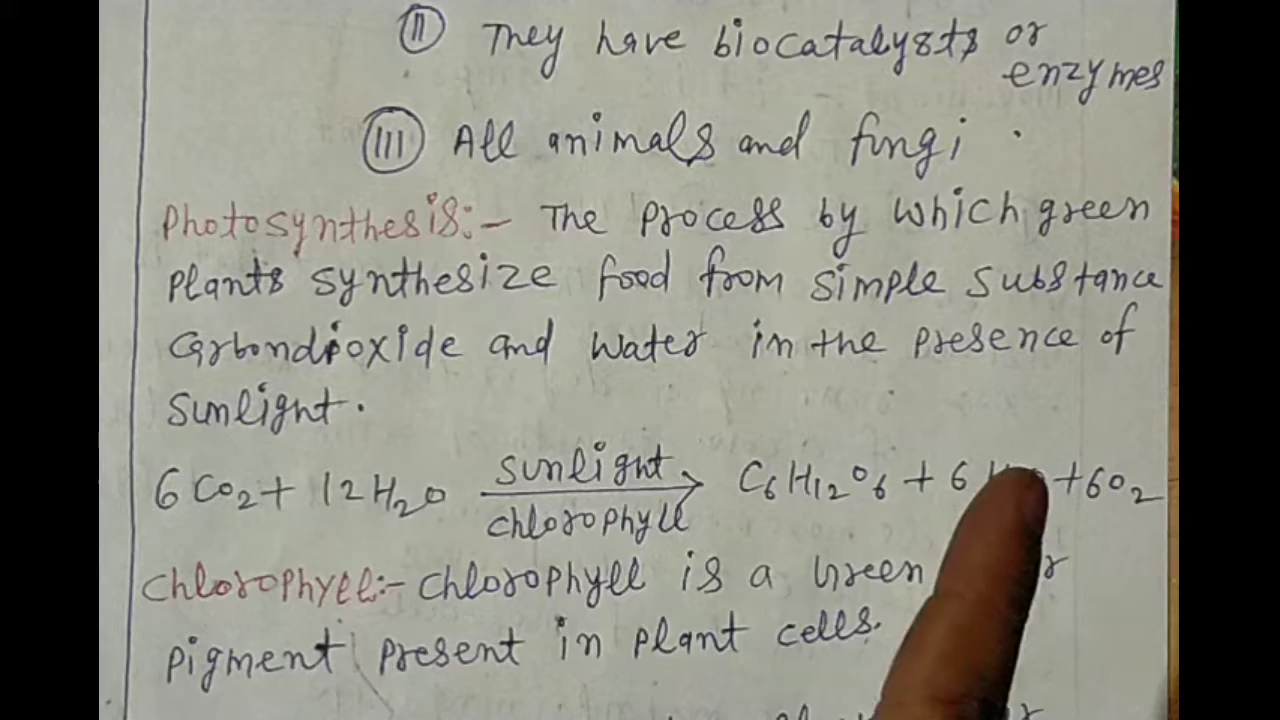 II They have biocatalysts or
enzymes
III All animals and fungi.
Photosynthesis:- The process by which green
plants synthesize food from simple substance
Carbondioxide and water in the presence of
sunlight.
6CO2 + 12H2O sunlight → C6H12O6 + 6 + 6O2
chlorophyll
Chlorophyll:- Chlorophyll is a Green
pigment present in plant cells.